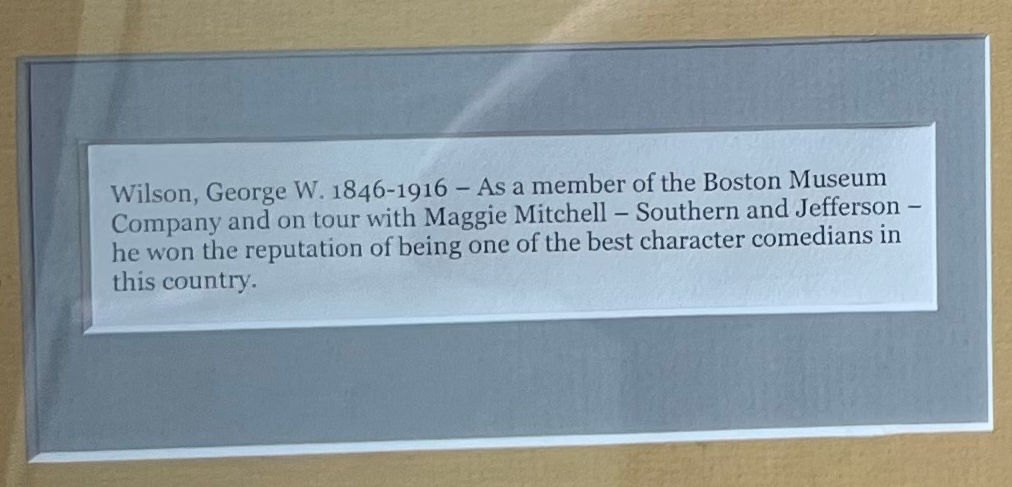 Wilson, George W. 1846-1916 – As a member of the Boston Museum
Company and on tour with Maggie Mitchell – Southern and Jefferson –
he won the reputation of being one of the best character comedians in
this country.